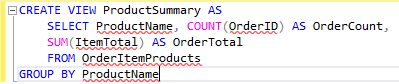 CREATE VIEW ProductSummary AS
SELECT ProductName, COUNT(OrderID) AS OrderCount,
SUM(ItemTotal) AS OrderTotal
FROM OrderItemProducts
GROUP BY ProductName